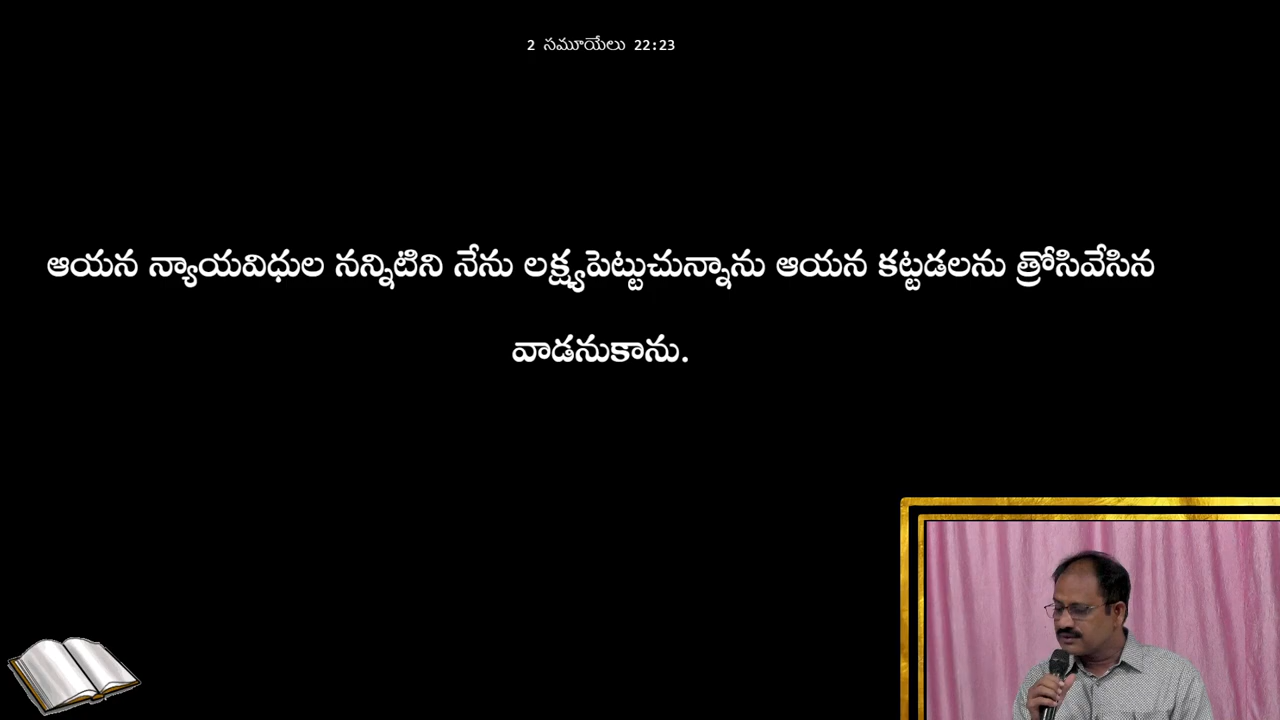 2 సమూయేలు 22:23
ఆయన న్యాయవిధుల నన్నిటిని నేను లక్ష్యపెట్టుచున్నాను ఆయన కట్టడలను త్రోసివేసిన
వాడనుకాను.